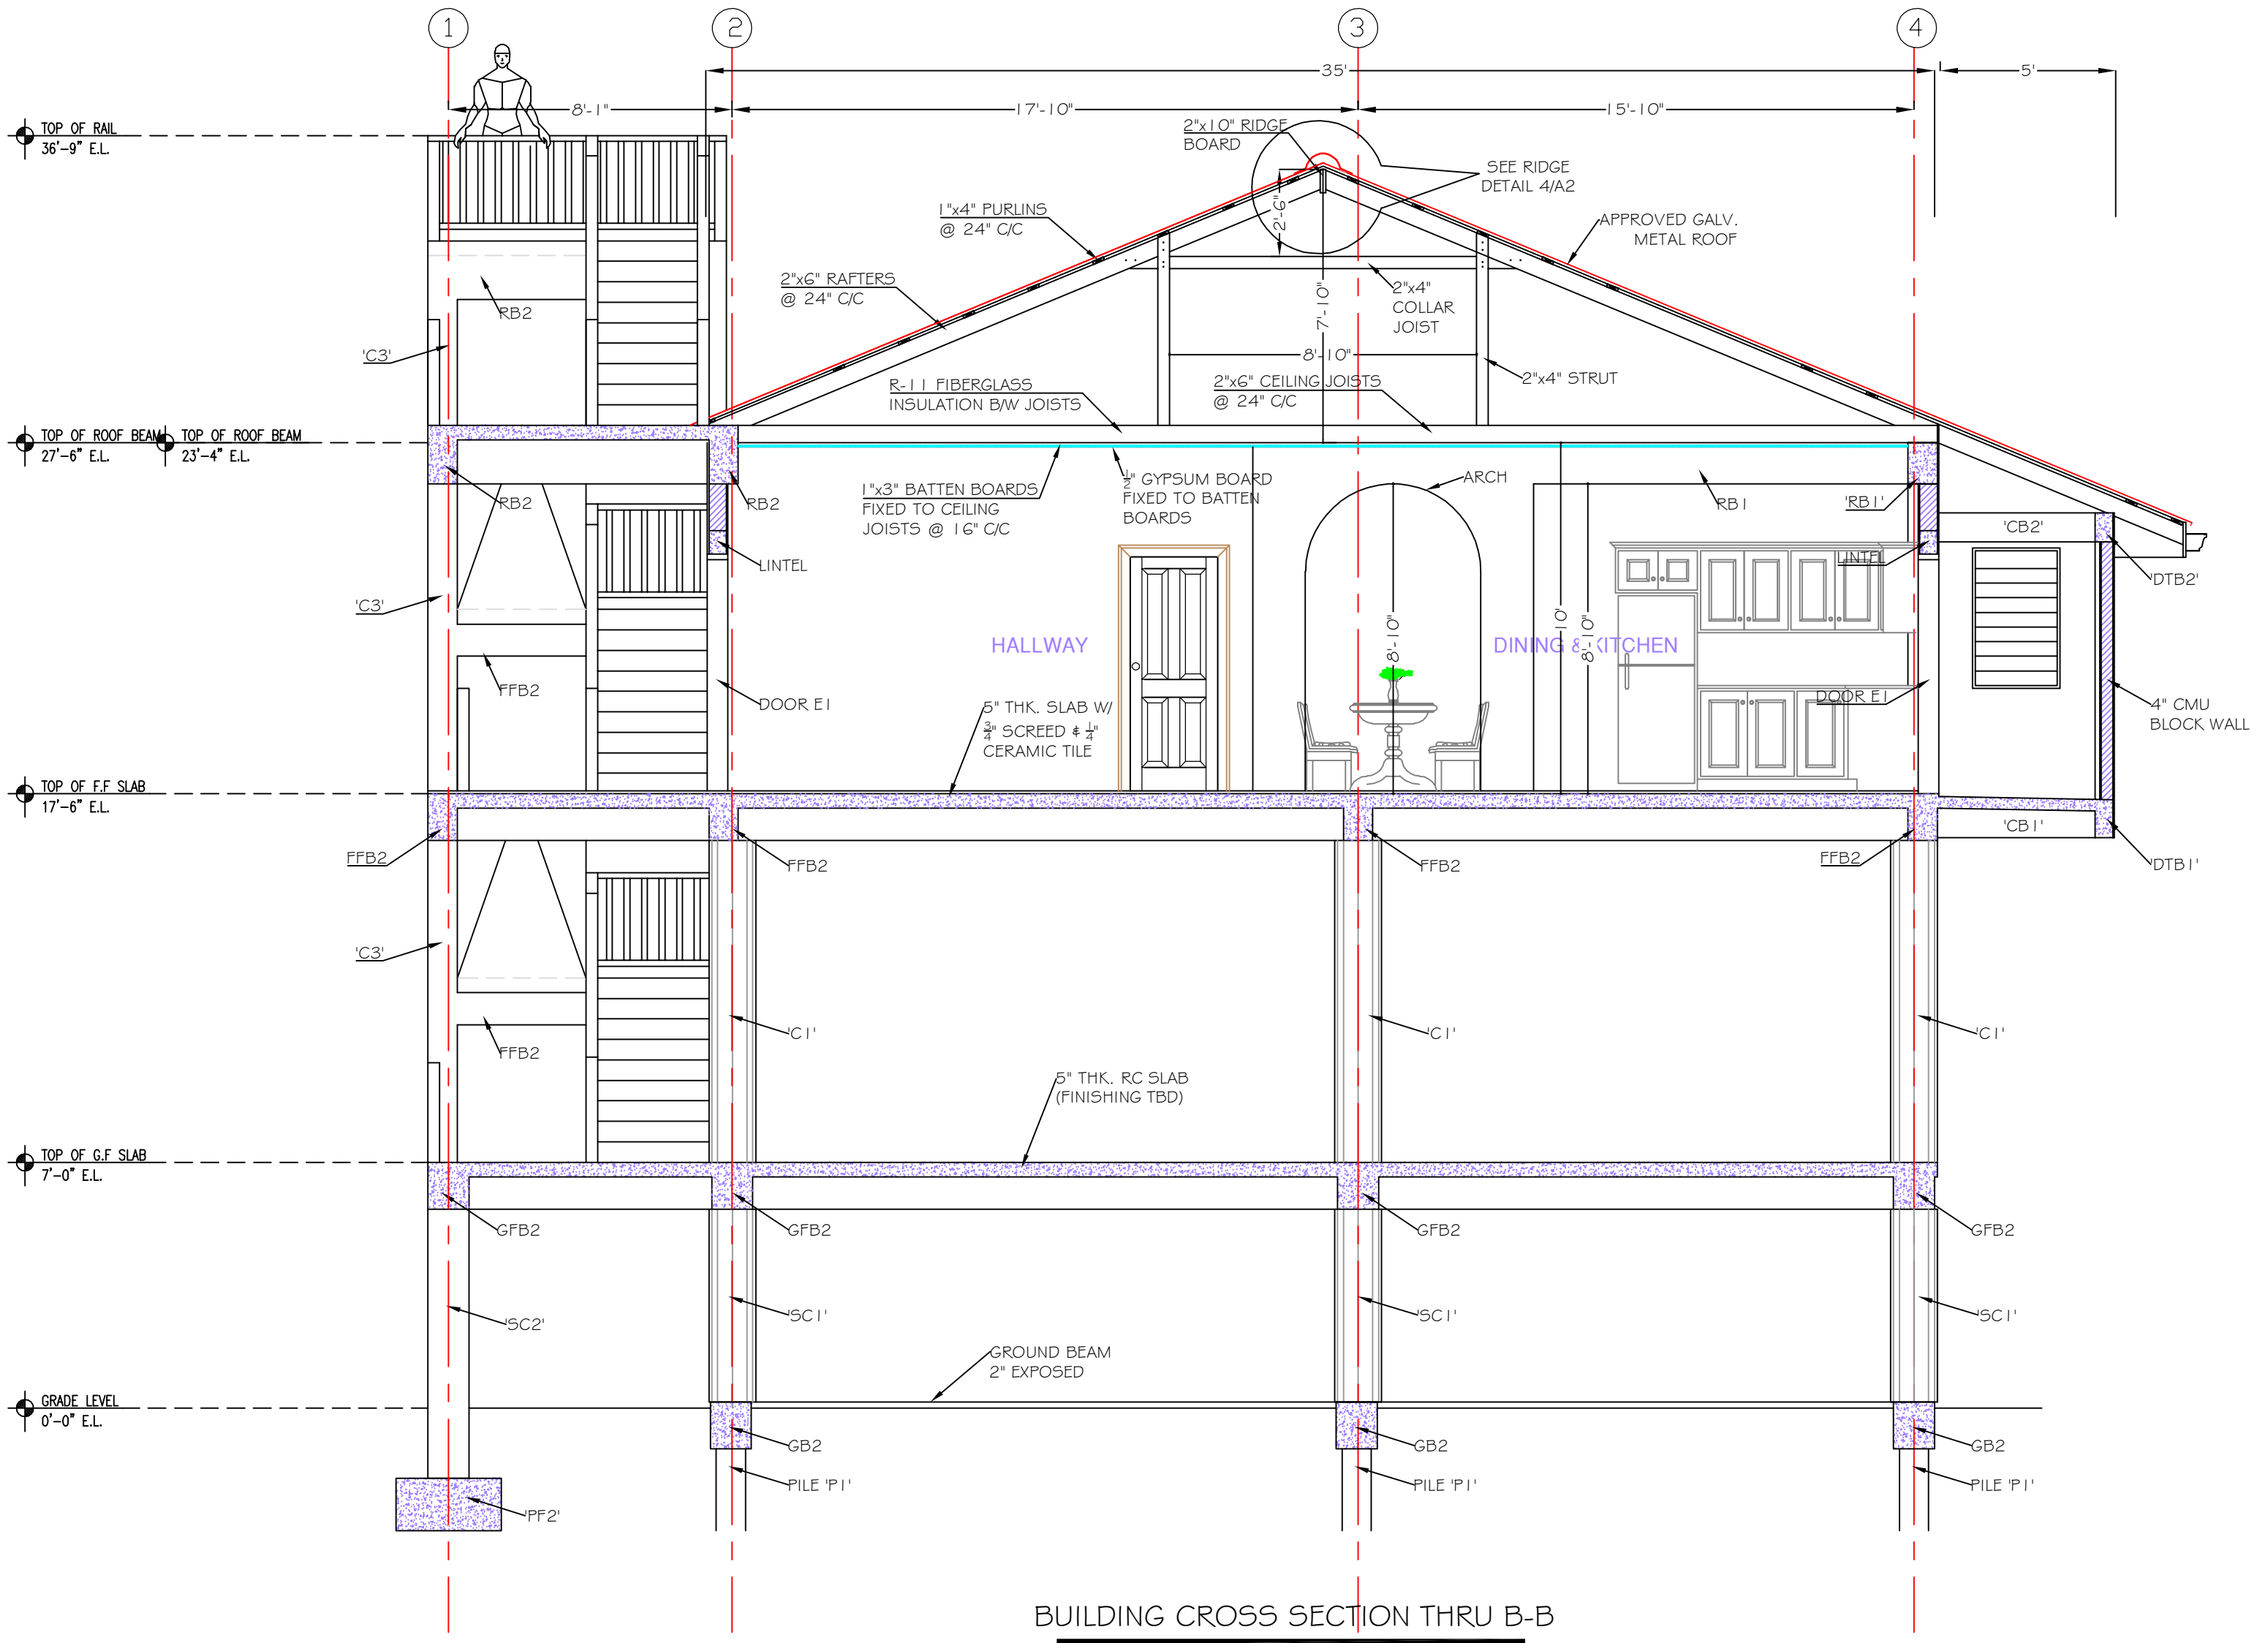 1
2
3
4
35'
5'
8'-1"
17'-10"
15'-10"
TOP OF RAIL
36'-9" E.L.
2"x10" RIDGE
BOARD
SEE RIDGE
DETAIL 4/A2
2'-6"
1"x4" PURLINS
@ 24" C/C
APPROVED GALV.
METAL ROOF
2"x6" RAFTERS
@ 24" C/C
RB2
7'-10"
2"x4"
COLLAR
JOIST
'C3'
8'-10"
R-11 FIBERGLASS
INSULATION B/W JOISTS
2"x6" CEILING JOISTS
@ 24" C/C
2"x4" STRUT
TOP OF ROOF BEAM
27'-6" E.L.
TOP OF ROOF BEAM
23'-4" E.L.
RB2
RB2
1"x3" BATTEN BOARDS
FIXED TO CEILING
JOISTS @ 16" C/C
1/2" GYPSUM BOARD
FIXED TO BATTEN
BOARDS
ARCH
RB1
'RB1'
'CB2'
LINTEL
LINTEL
'DTB2'
'C3'
8'-10"
8'-10'
8'-10"
HALLWAY
DINING & KITCHEN
FFB2
DOOR E1
DOOR E1
5" THK. SLAB W/
3/4" SCREED & 1/4"
CERAMIC TILE
4" CMU
BLOCK WALL
TOP OF F.F SLAB
17'-6" E.L.
'CB1'
FFB2
FFB2
FFB2
FFB2
'DTB1'
'C3'
'C1'
'C1'
'C1'
FFB2
5" THK. RC SLAB
(FINISHING TBD)
TOP OF G.F SLAB
7'-0" E.L.
GFB2
GFB2
GFB2
GFB2
'SC2'
'SC1'
'SC1'
'SC1'
GROUND BEAM
2" EXPOSED
GRADE LEVEL
0'-0" E.L.
GB2
GB2
GB2
PILE 'P1'
PILE 'P1'
PILE 'P1'
'PF2'
BUILDING CROSS SECTION THRU B-B